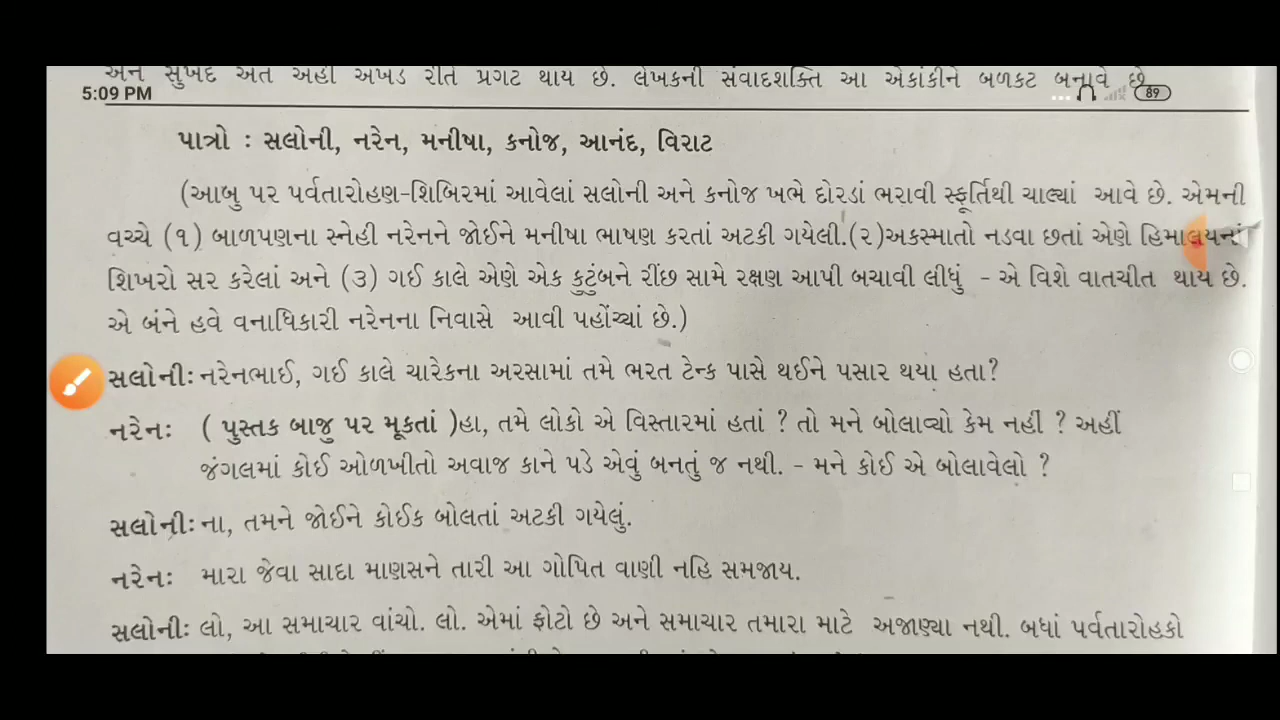 અને સુખદ અંત અહીં અખંડ રીતે પ્રગટ થાય છે. લેખકની સંવાદશક્તિ આ એકાંકીને બળકટ બનાવે છે.
5:09 PM
89
પાત્રો : સલોની, નરેન, મનીષા, કનોજ, આનંદ, વિરાટ
(આબુ પર પર્વતારોહણ-શિબિરમાં આવેલાં સલોની અને કનોજ ખભે દોરડાં ભરાવી સ્ફૂર્તિથી ચાલ્યાં આવે છે. એમની
વચ્ચે (૧) બાળપણના સ્નેહી નરેનને જોઈને મનીષા ભાષણ કરતાં અટકી ગયેલી.(૨)અકસ્માતો નડવા છતાં એણે હિમાલયનાં
શિખરો સર કરેલાં અને (૩) ગઈ કાલે એણે એક કુટુંબને રીંછ સામે રક્ષણ આપી બચાવી લીધું - એ વિશે વાતચીત થાય છે.
એ બંને હવે વનાધિકારી નરેનના નિવાસે આવી પહોંચ્યાં છે.)
સલોની: નરેનભાઈ, ગઈ કાલે ચારેકના અરસામાં તમે ભરત ટેન્ક પાસે થઈને પસાર થયા હતા?
નરેન: ( પુસ્તક બાજુ પર મૂકતાં )હા, તમે લોકો એ વિસ્તારમાં હતાં ? તો મને બોલાવ્યો કેમ નહીં ? અહીં
જંગલમાં કોઈ ઓળખીતો અવાજ કાને પડે એવું બનતું જ નથી. - મને કોઈ એ બોલાવેલો ?
સલોની: ના, તમને જોઈને કોઈક બોલતાં અટકી ગયેલું.
નરેન: મારા જેવા સાદા માણસને તારી આ ગોપિત વાણી નહિ સમજાય.
સલોની: લો, આ સમાચાર વાંચો. લો. એમાં ફોટો છે અને સમાચાર તમારા માટે અજાણ્યા નથી. બધાં પર્વતારોહકો